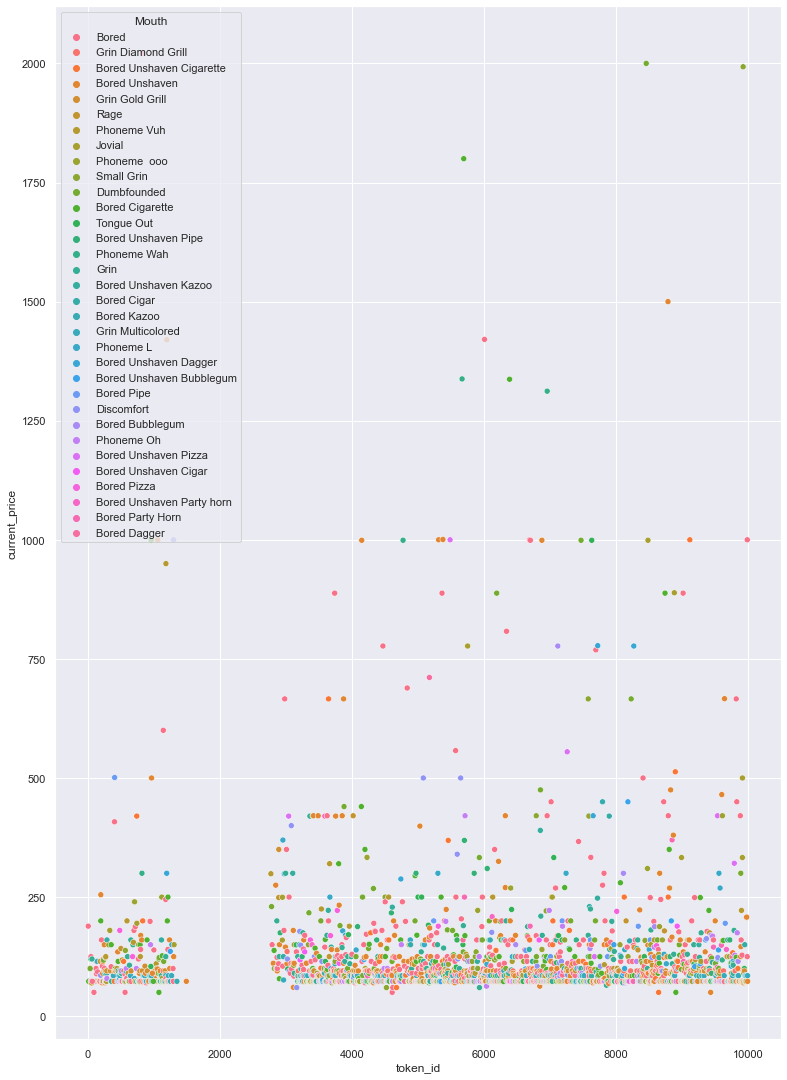 Mouth
Bored
Grin Diamond Grill
Bored Unshaven Cigarette
Bored Unshaven
Grin Gold Grill
Rage
Phoneme Vuh
Jovial
Phoneme  ooo
Small Grin
Dumbfounded
Bored Cigarette
Tongue Out
Bored Unshaven Pipe
Phoneme Wah
Grin
Bored Unshaven Kazoo
Bored Cigar
Bored Kazoo
Grin Multicolored
Phoneme L
Bored Unshaven Dagger
Bored Unshaven Bubblegum
Bored Pipe
Discomfort
Bored Bubblegum
Phoneme Oh
Bored Unshaven Pizza
Bored Unshaven Cigar
Bored Pizza
Bored Unshaven Party horn
Bored Party Horn
Bored Dagger
2000
1750
1500
1250
1000
750
500
250
0
current_price
0 2000 4000 6000 8000 10000
token_id